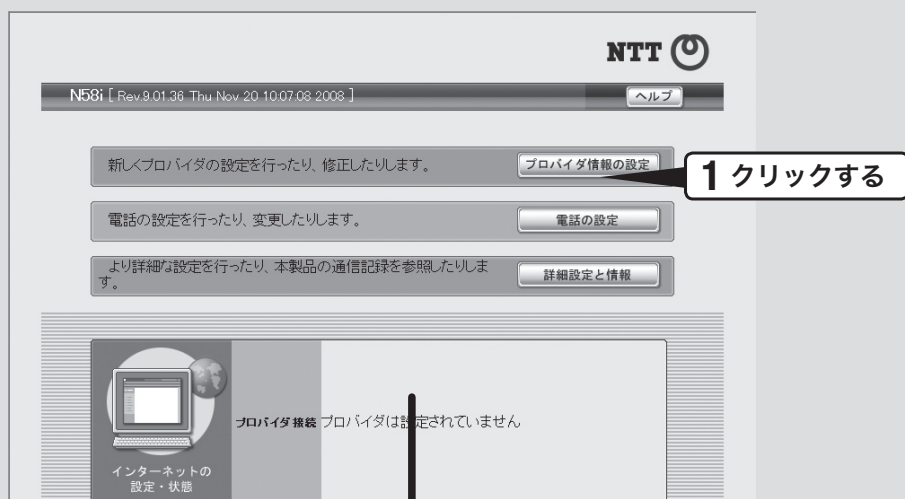 NTT
N58i [ Rev.9.01.36 Thu Nov 20 10:07:08 2008 ]
ヘルプ
新しくプロバイダの設定を行ったり、修正したりします。
プロバイダ情報の設定
1 クリックする
電話の設定を行ったり、変更したりします。
電話の設定
より詳細な設定を行ったり、本製品の通信記録を参照したりしま
す。
詳細設定と情報
プロバイダ接続 プロバイダは設定されていません
インターネットの
設定・状態